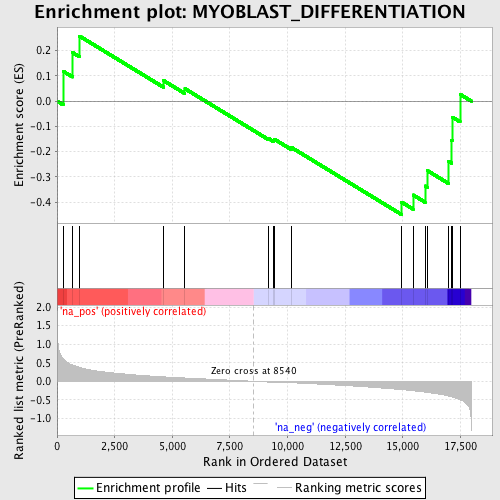 Enrichment plot: MYOBLAST_DIFFERENTIATION
Enrichment score (ES)
0.2
0.1
0.0
-0.1
-0.2
-0.3
-0.4
'na_pos' (positively correlated)
Ranked list metric (PreRanked)
2.0
1.5
1.0
0.5
0.0
-0.5
-1.0
Zero cross at 8540
'na_neg' (negatively correlated)
0 2,500 5,000 7,500 10,000 12,500 15,000 17,500
Rank in Ordered Dataset
Enrichment profile Hits Ranking metric scores